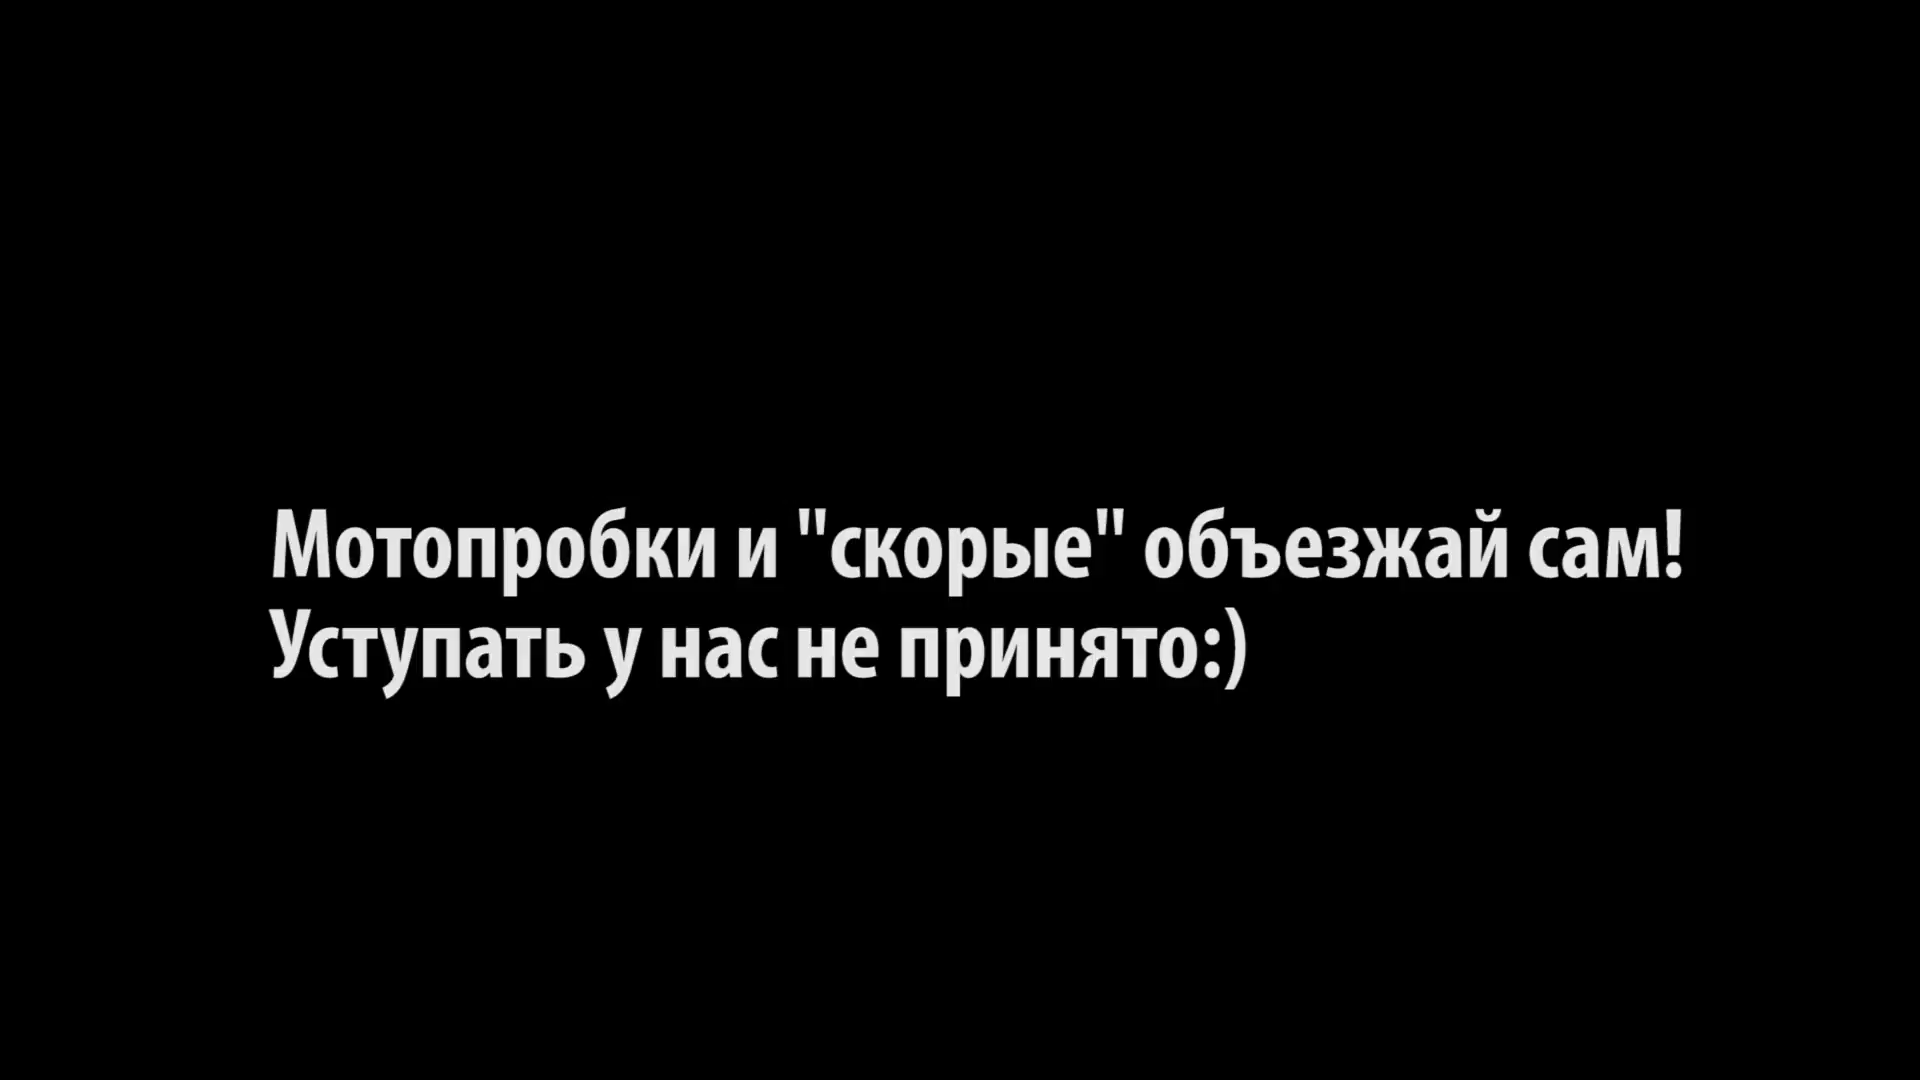 Мотопробки и "скорые" объезжай сам!
Уступать у нас не принято:)